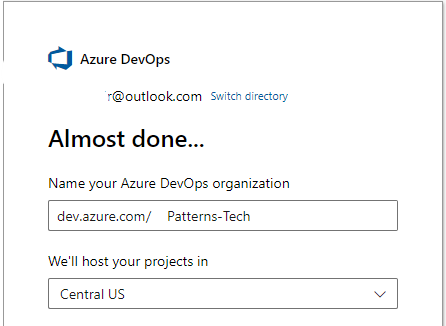 Azure DevOps
r@outlook.com Switch directory
Almost done...
Name your Azure DevOps organization
dev.azure.com/ Patterns-Tech
We'll host your projects in
Central US